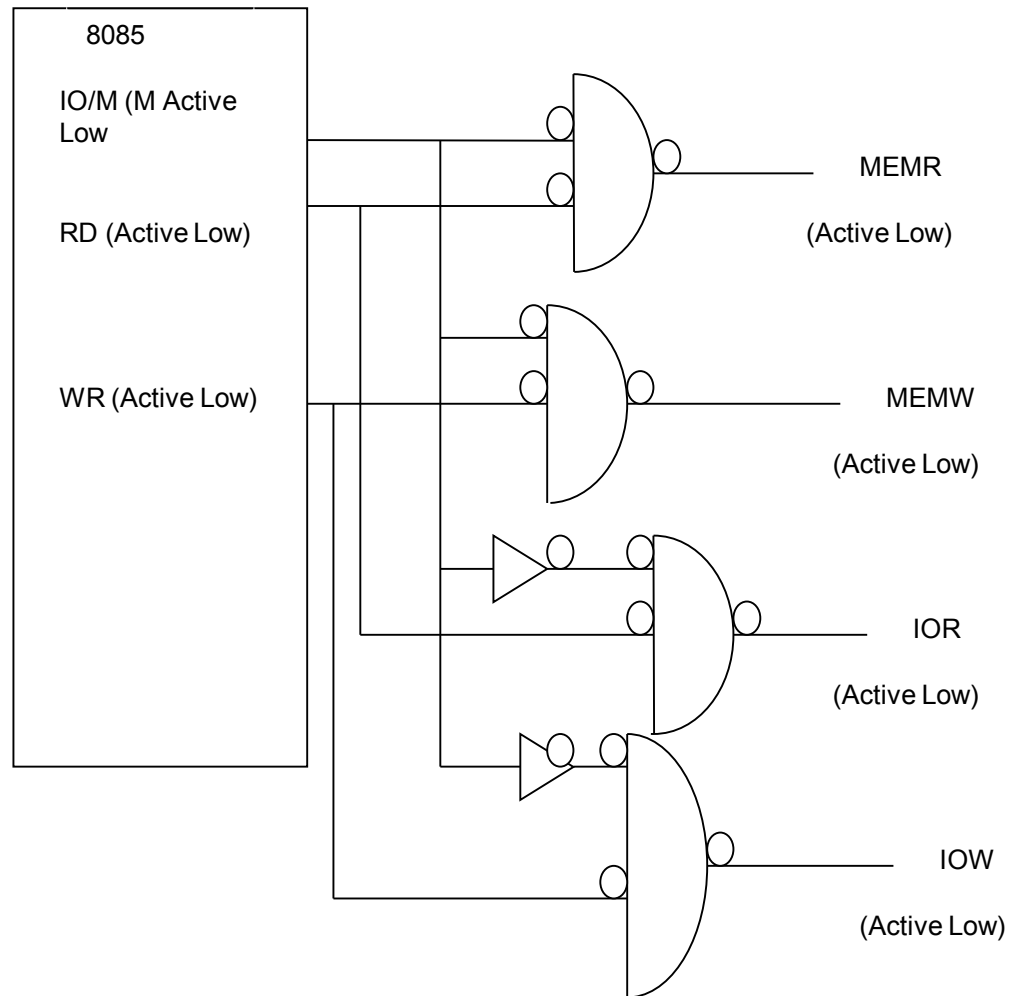 8085
IO/M (M Active
Low
RD (Active Low)
WR (Active Low)
MEMR
(Active Low)
MEMW
(Active Low)
IOR
(Active Low)
IOW
(Active Low)